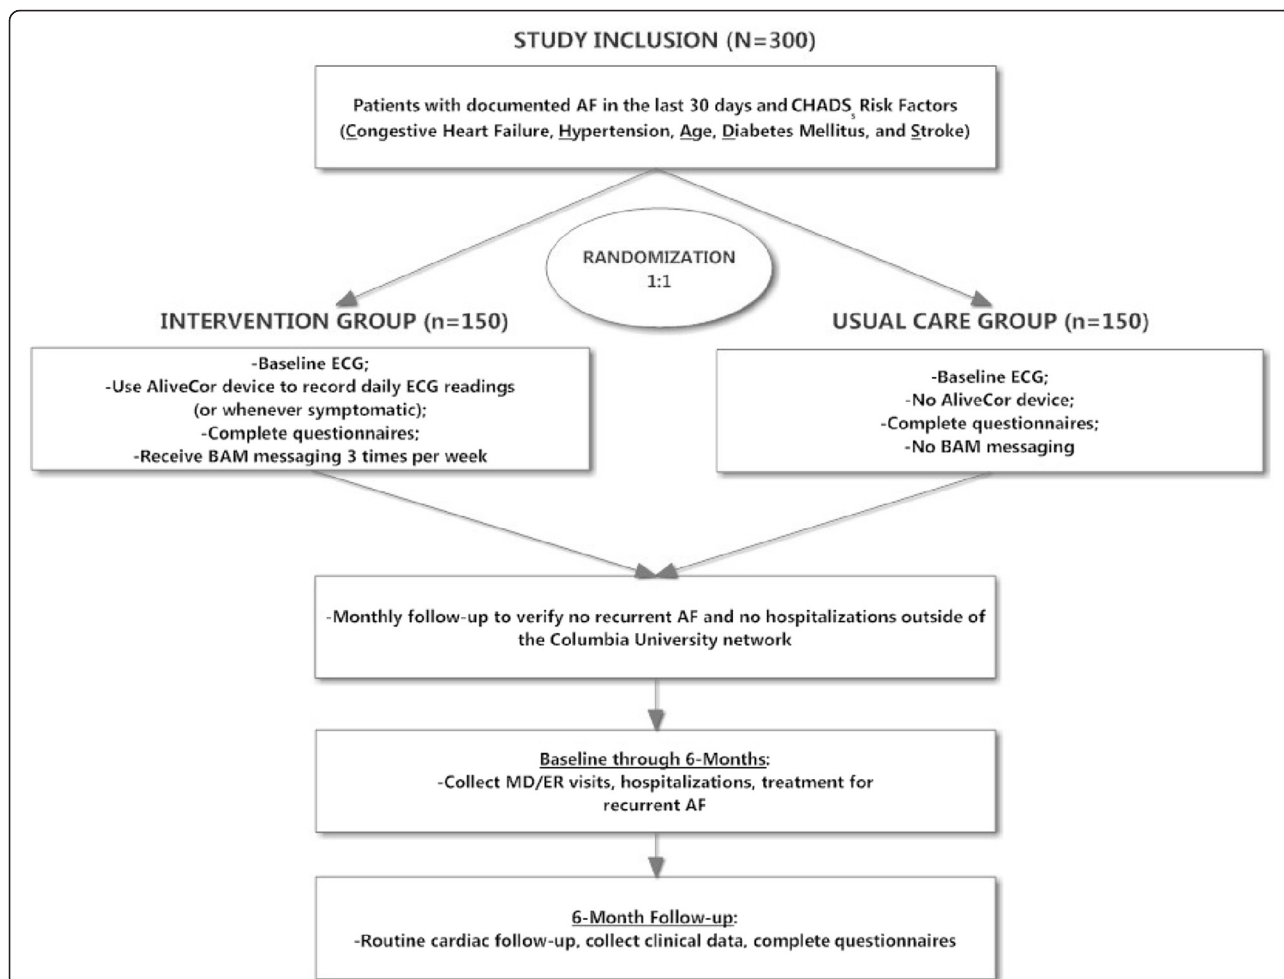 STUDY INCLUSION (N=300)
Patients with documented AF in the last 30 days and CHADSs Risk Factors
(Congestive Heart Failure, Hypertension, Age, Diabetes Mellitus, and Stroke)
RANDOMIZATION
1:1
INTERVENTION GROUP (n=150)
-Baseline ECG;
-Use AliveCor device to record daily ECG readings
(or whenever symptomatic);
-Complete questionnaires;
-Receive BAM messaging 3 times per week
USUAL CARE GROUP (n=150)
-Baseline ECG;
-No AliveCor device;
-Complete questionnaires;
-No BAM messaging
-Monthly follow-up to verify no recurrent AF and no hospitalizations outside of
the Columbia University network
Baseline through 6-Months:
-Collect MD/ER visits, hospitalizations, treatment for
recurrent AF
6-Month Follow-up:
-Routine cardiac follow-up, collect clinical data, complete questionnaires